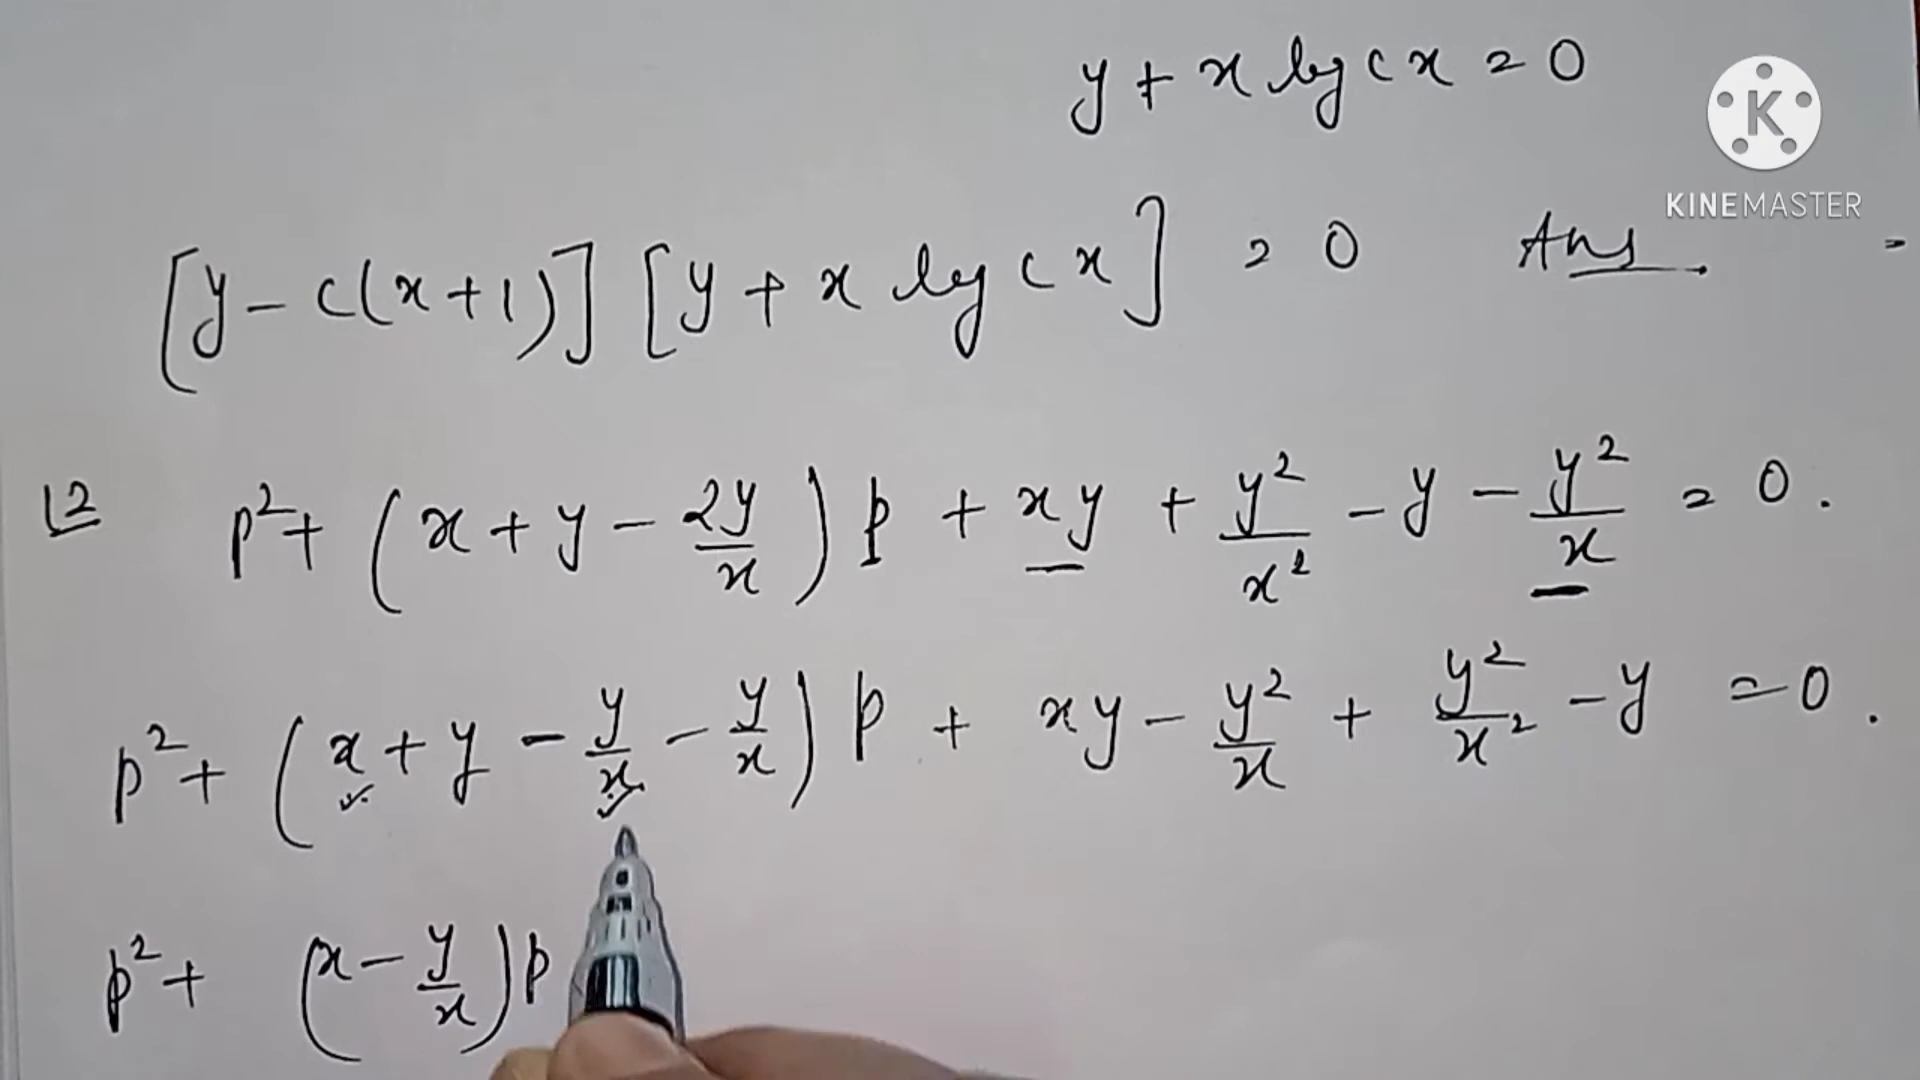 y + x log cx = 0
K
KINEMASTER
[y - c(x+1)] [y + x log cx] = 0 Ans
12 p² + (x + y - 2y/x) p + xy + y²/x² - y - y²/x = 0.
p² + (x + y - y/x - y/x) p + xy - y²/x + y²/x² - y = 0.
p² + (x - y/x) p